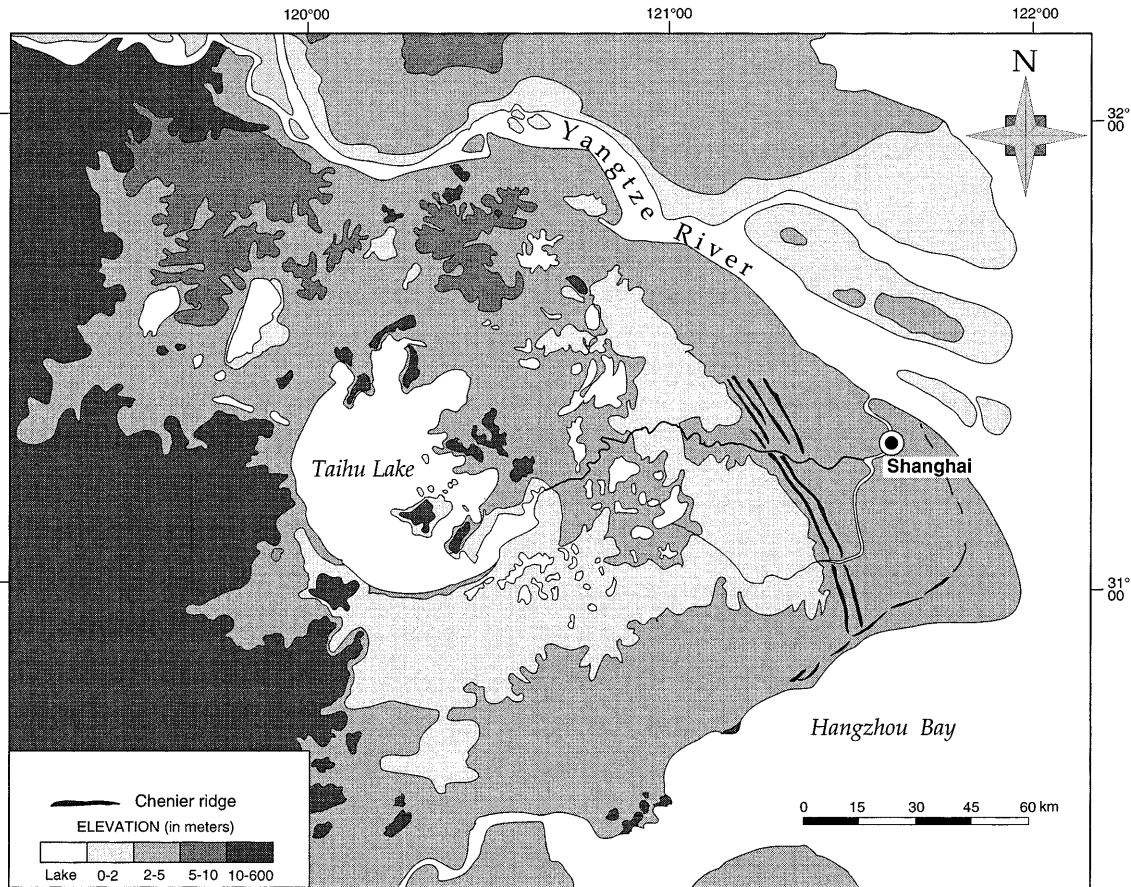 120°00
121°00
122°00
N
32°
00
Yangtze River
Taihu Lake
Shanghai
31°
00
Hangzhou Bay
Chenier ridge
ELEVATION (in meters)
Lake 0-2 2-5 5-10 10-600
0 15 30 45 60 km